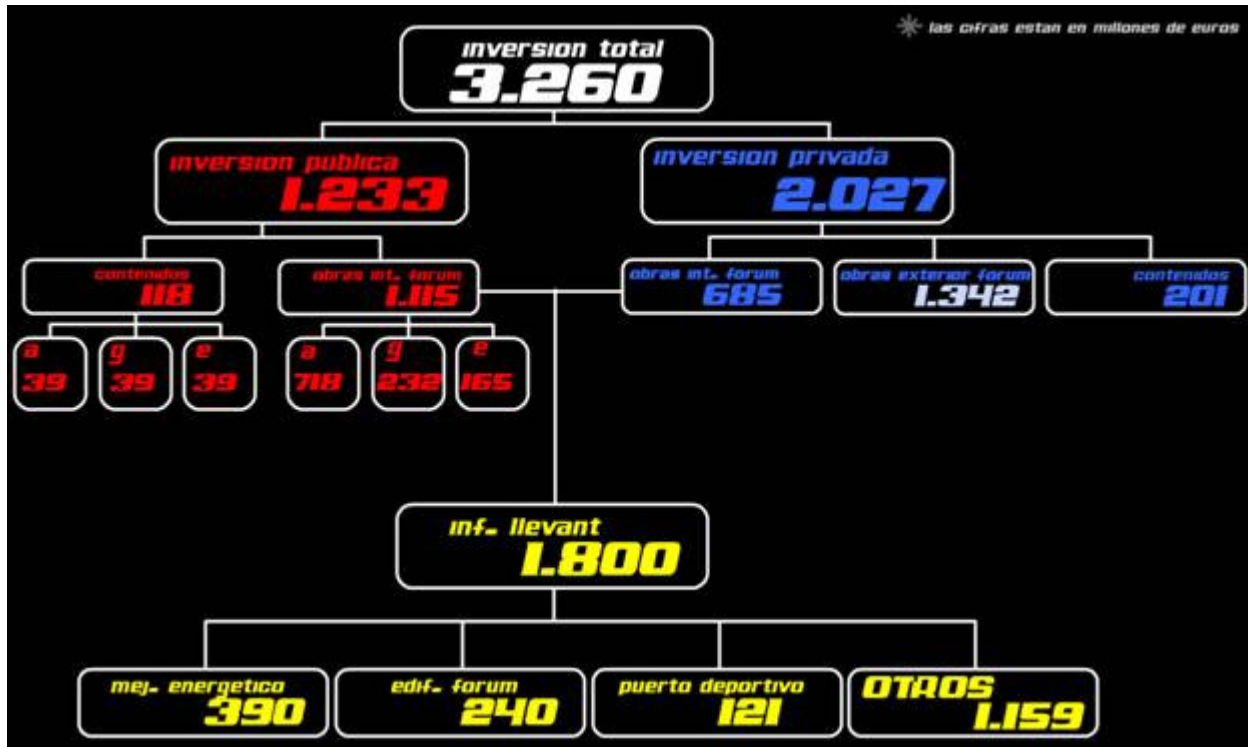 las cifras estan en millones de euros
inversion total
3.260
inversion publica
1.233
inversion privada
2.027
contenidos
118
obras int. forum
1.115
obras int. forum
685
obras exterior forum
1.342
contenidos
201
a
39
g
39
e
39
a
718
g
232
e
165
inf. llevant
1.800
mej. energetico
390
edif. forum
240
puerto deportivo
121
OTROS
1.159